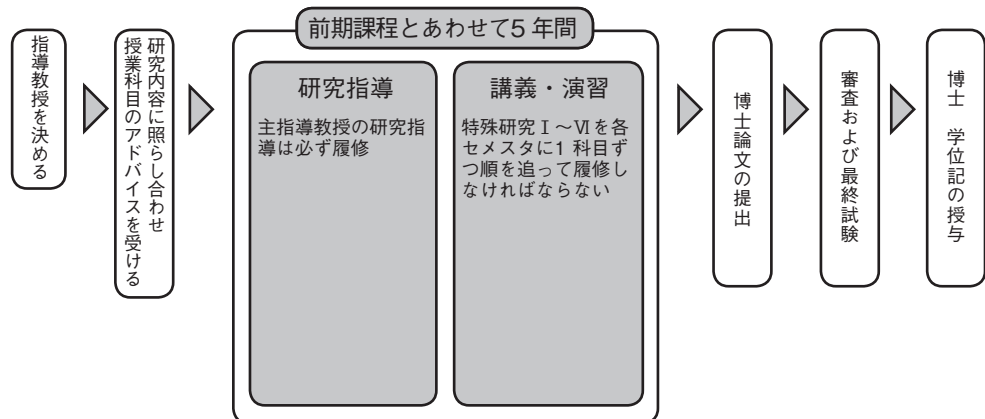 指導教授を決める
研究内容に照らし合わせ
授業科目のアドバイスを受ける
前期課程とあわせて5年間
研究指導
主指導教授の研究指
導は必ず履修
講義・演習
特殊研究Ⅰ～Ⅵを各
セメスタに1科目ず
つ順を追って履修し
なければならない
博士論文の提出
審査および最終試験
博士 学位記の授与